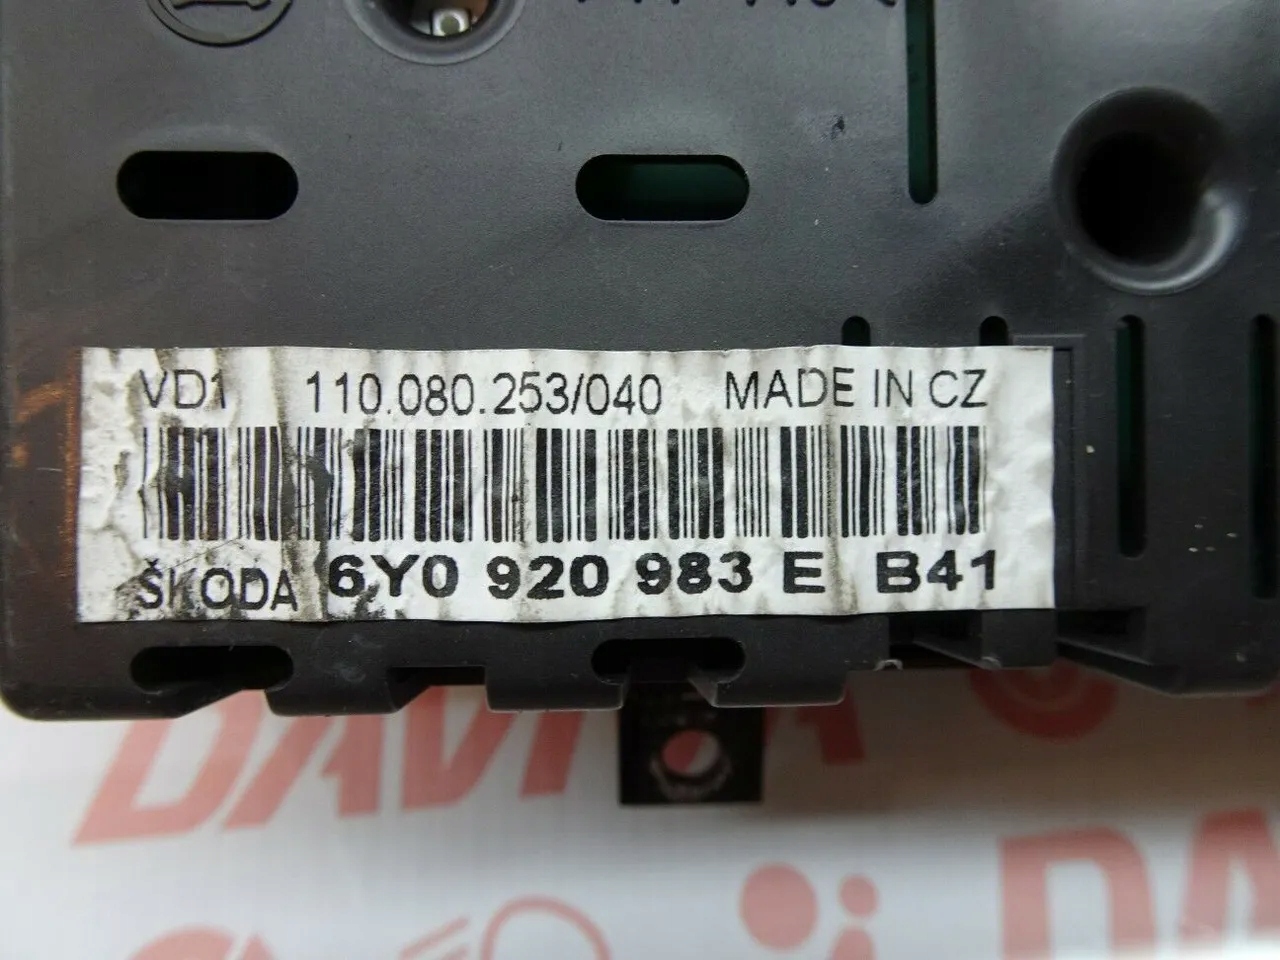 VD1 110.080.253/040 MADE IN CZ
ŠKODA 6Y0 920 983 E B41